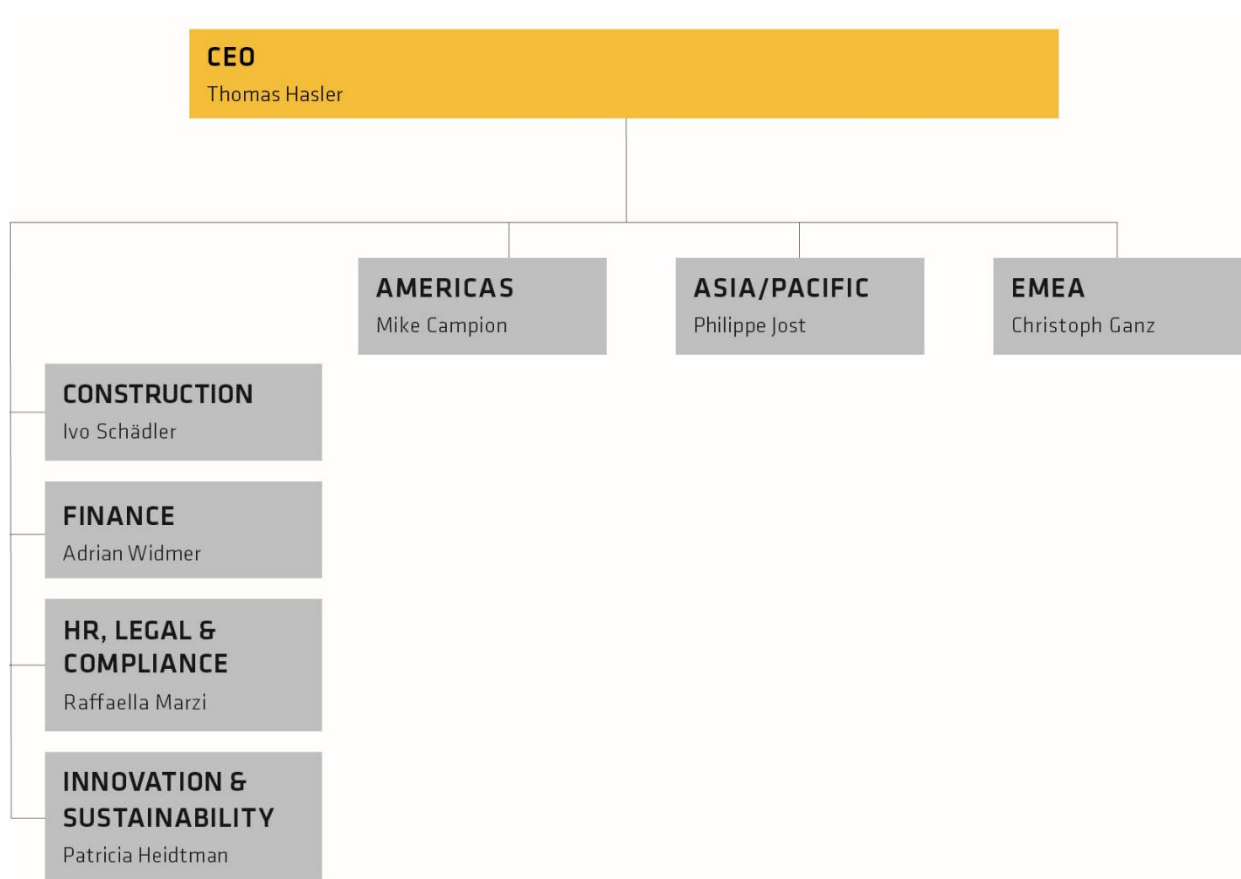 CEO
Thomas Hasler
AMERICAS
Mike Campion
ASIA/PACIFIC
Philippe Jost
EMEA
Christoph Ganz
CONSTRUCTION
Ivo Schädler
FINANCE
Adrian Widmer
HR, LEGAL &
COMPLIANCE
Raffaella Marzi
INNOVATION &
SUSTAINABILITY
Patricia Heidtman